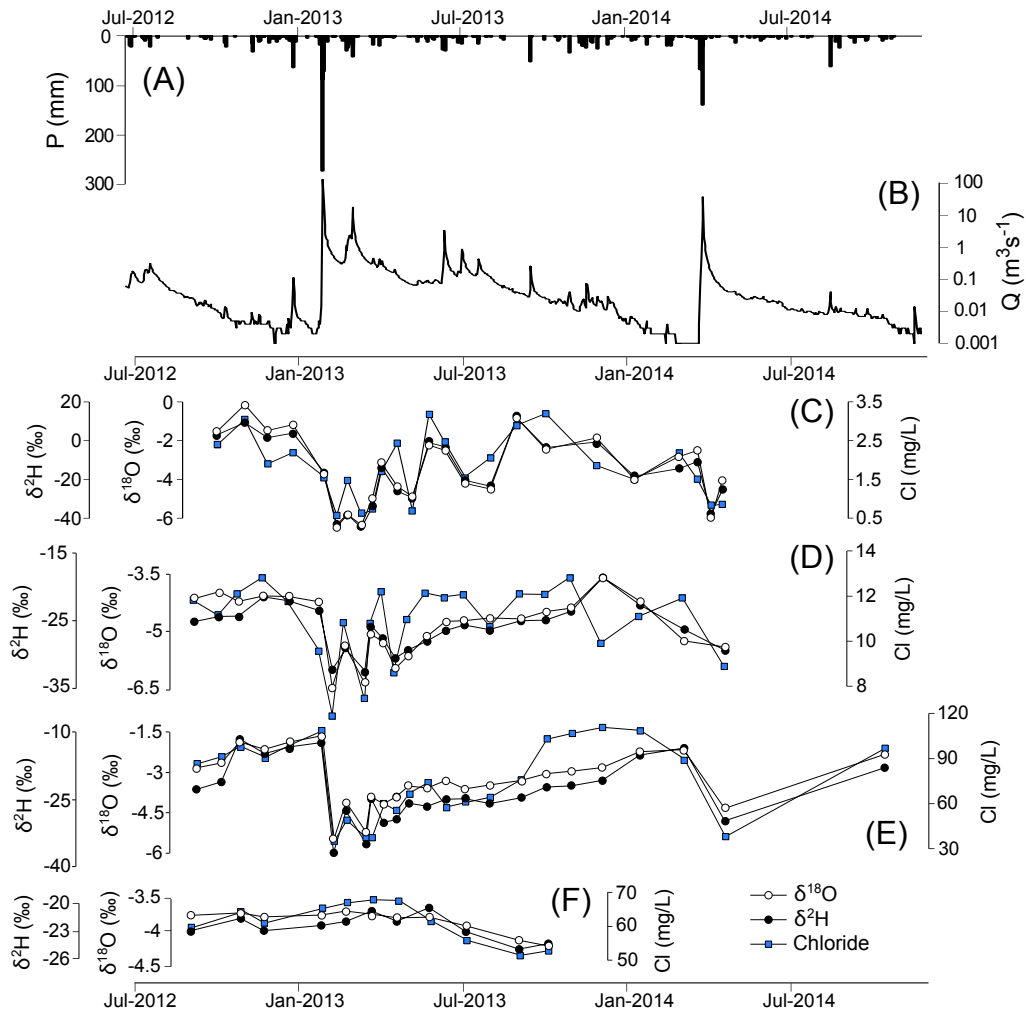 Jul-2012 Jan-2013 Jul-2013 Jan-2014 Jul-2014
0
100
200
300
P (mm)
(A)
(B)
100
10
1
0.1
0.01
0.001
Q (m³s⁻¹)
Jul-2012 Jan-2013 Jul-2013 Jan-2014 Jul-2014
20
0
-20
-40
δ²H (‰)
0
-2
-4
-6
δ¹⁸O (‰)
(C)
3.5
2.5
1.5
0.5
Cl (mg/L)
-15
-25
-35
δ²H (‰)
-3.5
-5
-6.5
δ¹⁸O (‰)
(D)
14
12
10
8
Cl (mg/L)
-10
-25
-40
δ²H (‰)
-1.5
-3
-4.5
-6
δ¹⁸O (‰)
(E)
120
90
60
30
Cl (mg/L)
-20
-23
-26
δ²H (‰)
-3.5
-4
-4.5
δ¹⁸O (‰)
(F)
70
60
50
Cl (mg/L)
δ¹⁸O
δ²H
Chloride
Jul-2012 Jan-2013 Jul-2013 Jan-2014 Jul-2014